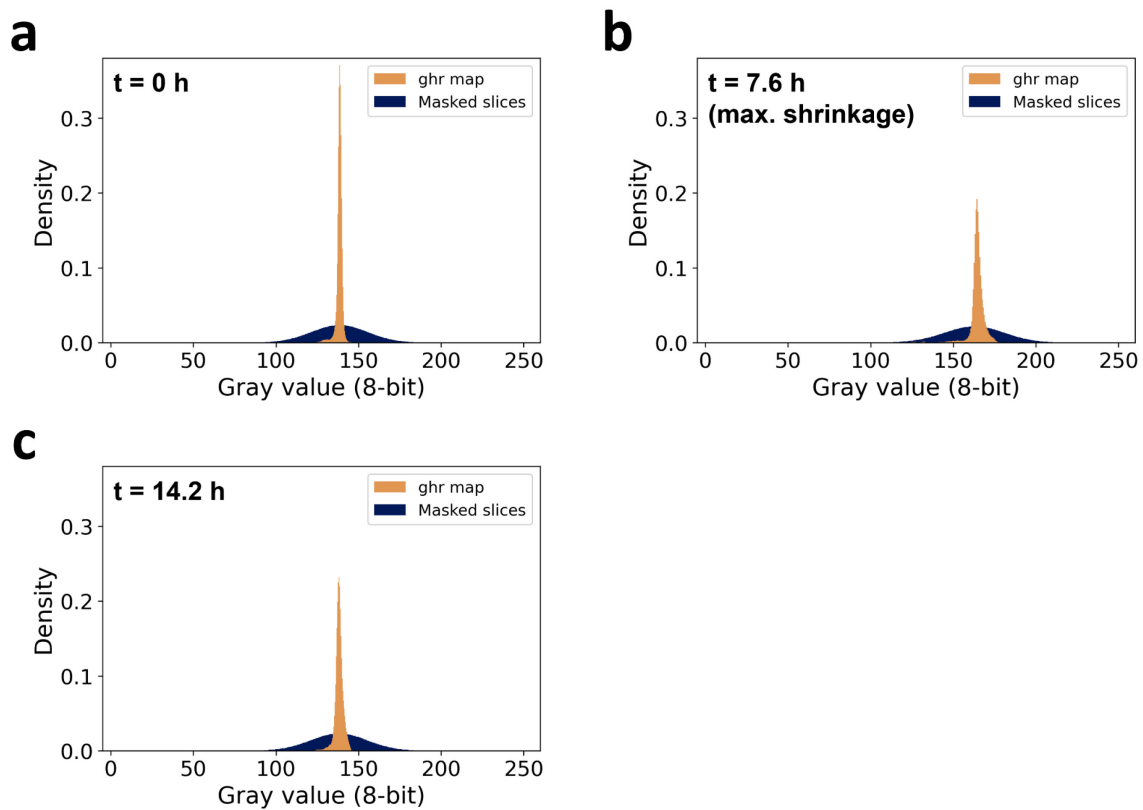 a
t = 0 h
ghr map
Masked slices
Density
0.3
0.2
0.1
0.0
0 50 100 150 200 250
Gray value (8-bit)
b
t = 7.6 h
(max. shrinkage)
ghr map
Masked slices
Density
0.3
0.2
0.1
0.0
0 50 100 150 200 250
Gray value (8-bit)
c
t = 14.2 h
ghr map
Masked slices
Density
0.3
0.2
0.1
0.0
0 50 100 150 200 250
Gray value (8-bit)